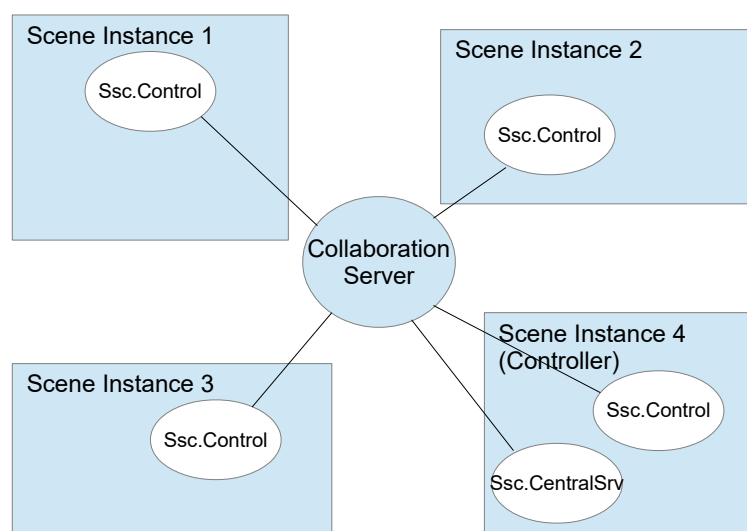 Scene Instance 1
Ssc.Control
Scene Instance 2
Ssc.Control
Collaboration
Server
Scene Instance 3
Ssc.Control
Scene Instance 4
(Controller)
Ssc.Control
Ssc.CentralSrv